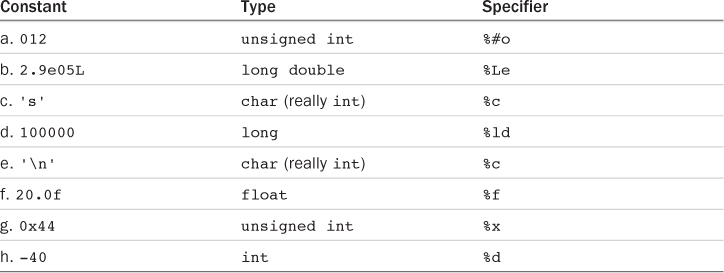 Constant Type Specifier
a. 012 unsigned int %#o
b. 2.9e05L long double %Le
c. 's' char (really int) %c
d. 100000 long %ld
e. '\n' char (really int) %c
f. 20.0f float %f
g. 0x44 unsigned int %x
h. -40 int %d